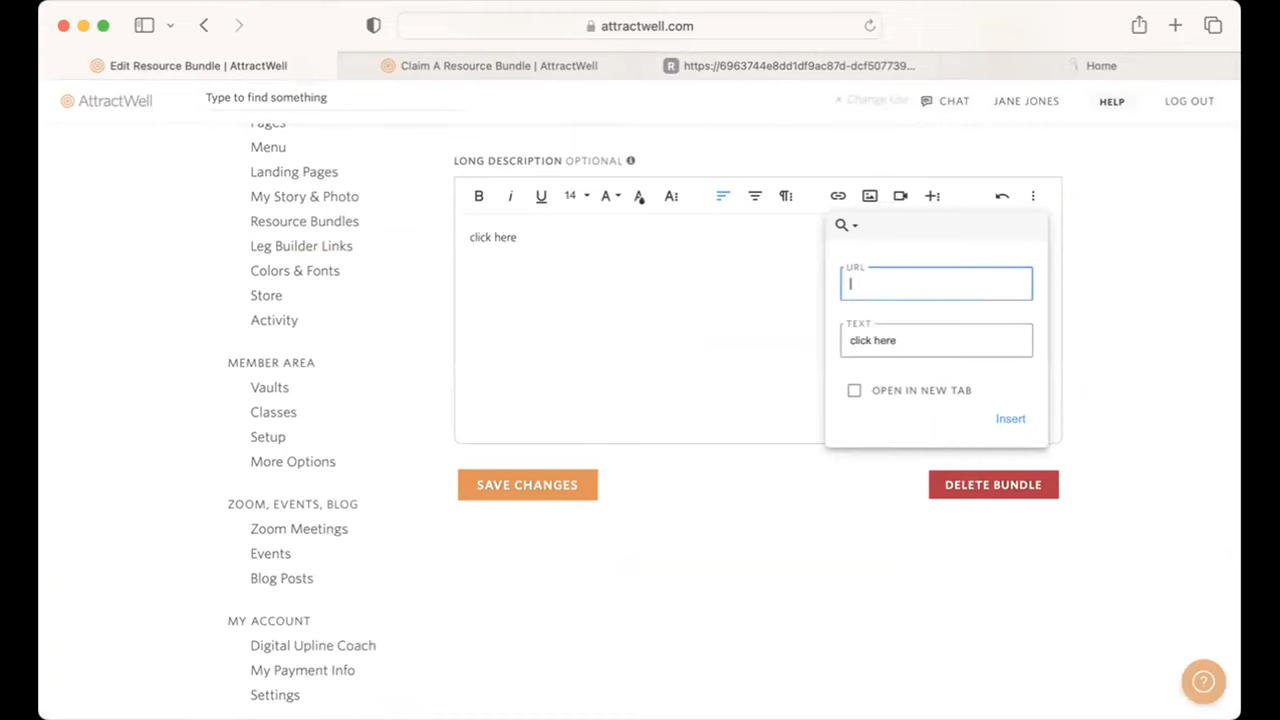 attractwell.com
Edit Resource Bundle | AttractWell
Claim A Resource Bundle | AttractWell
R https://6963744e8dd1df9ac87d-dcf507739...
Home
AttractWell
Type to find something
× Change Use
CHAT
JANE JONES
HELP
LOG OUT
Pages
Menu
Landing Pages
My Story & Photo
Resource Bundles
Leg Builder Links
Colors & Fonts
Store
Activity
MEMBER AREA
Vaults
Classes
Setup
More Options
ZOOM, EVENTS, BLOG
Zoom Meetings
Events
Blog Posts
MY ACCOUNT
Digital Upline Coach
My Payment Info
Settings
LONG DESCRIPTION OPTIONAL
B i U 14 A A A
click here
URL
TEXT
click here
OPEN IN NEW TAB
Insert
SAVE CHANGES
DELETE BUNDLE
?